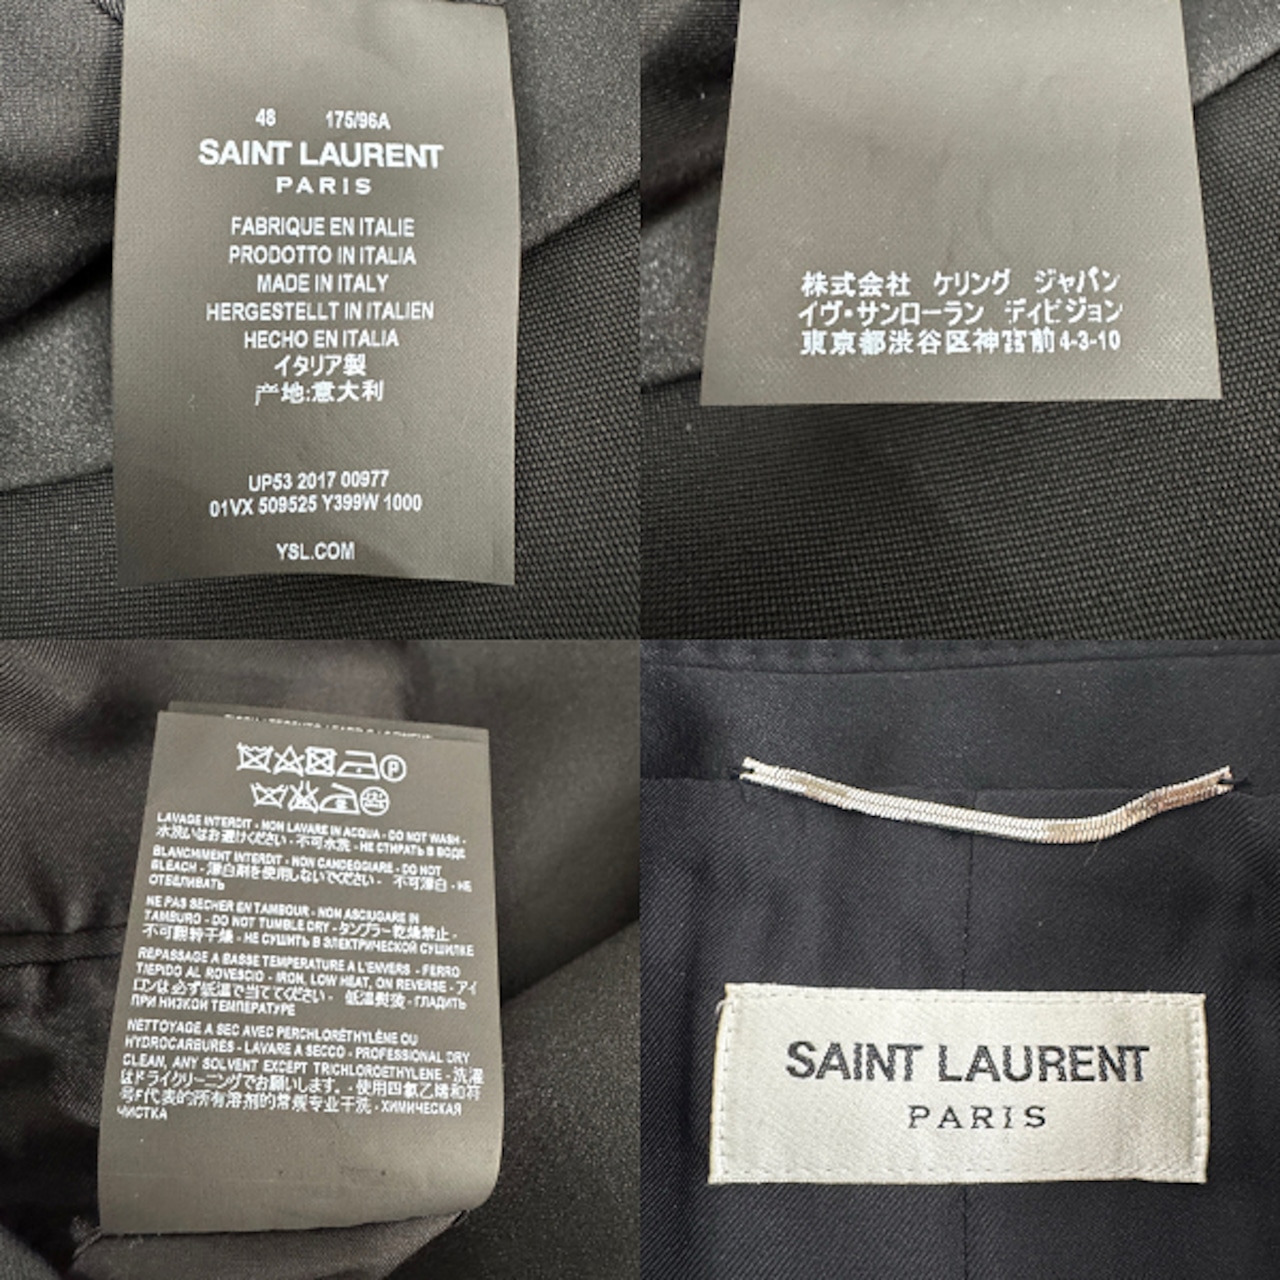 48 175/96A
SAINT LAURENT
PARIS
FABRIQUE EN ITALIE
PRODOTTO IN ITALIA
MADE IN ITALY
HERGESTELLT IN ITALIEN
HECHO EN ITALIA
イタリア製
产地:意大利
UP53 2017 00977
01VX 509525 Y399W 1000
YSL.COM
株式会社 ケリング ジャパン
イヴ・サンローラン ディビジョン
東京都渋谷区神宮前4-3-10
P
LAVAGE INTERDIT - NON LAVARE IN ACQUA - DO NOT WASH -
水洗いはお避けください - 不可水洗 - НЕ СТИРАТЬ В ВОДЕ
BLANCHIMENT INTERDIT - NON CANDEGGIARE - DO NOT
BLEACH - 漂白剤を使用しないでください - 不可漂白 - НЕ
ОТБЕЛИВАТЬ
NE PAS SECHER EN TAMBOUR - NON ASCIUGARE IN
TAMBURO - DO NOT TUMBLE DRY - タンブラー乾燥禁止 -
不可翻转干燥 - НЕ СУШИТЬ В ЭЛЕКТРИЧЕСКОЙ СУШИЛКЕ
REPASSAGE A BASSE TEMPERATURE A L'ENVERS - FERRO
TIEPIDO AL ROVESCIO - IRON, LOW HEAT, ON REVERSE - アイ
ロンは必ず低温で当ててください - 低温熨烫 - ГЛАДИТЬ
ПРИ НИЗКОЙ ТЕМПЕРАТУРЕ
NETTOYAGE A SEC AVEC PERCHLORÉTHYLÈNE OU
HYDROCARBURES - LAVARE A SECCO - PROFESSIONAL DRY
CLEAN, ANY SOLVENT EXCEPT TRICHLOROETHYLENE - 洗濯
はドライクリーニングでお願いします。 - 使用四氯乙烯和符
号F代表的所有溶剂的常规专业干洗 - ХИМИЧЕСКАЯ
ЧИСТКА
SAINT LAURENT
PARIS